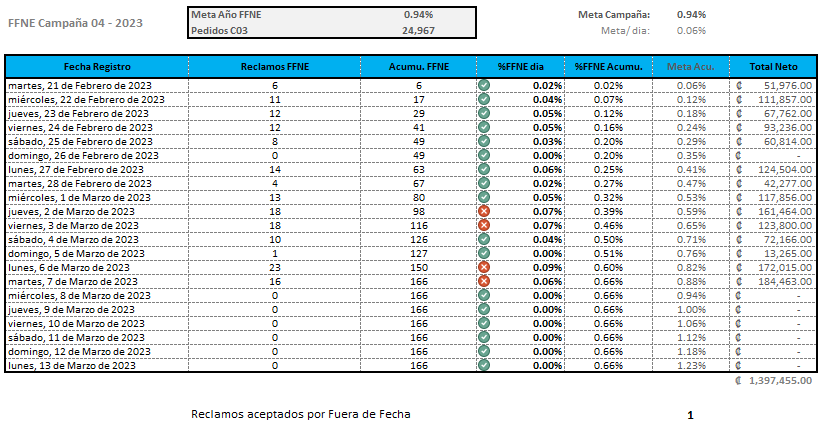 FFNE Campaña 04 - 2023
Meta Año FFNE 0.94%
Pedidos C03 24,967
Meta Campaña: 0.94%
Meta/ dia: 0.06%
Fecha Registro Reclamos FFNE Acumu. FFNE %FFNE dia %FFNE Acumu. Meta Acu. Total Neto
martes, 21 de Febrero de 2023 6 6 0.02% 0.02% 0.06% ₡ 51,976.00
miércoles, 22 de Febrero de 2023 11 17 0.04% 0.07% 0.12% ₡ 111,857.00
jueves, 23 de Febrero de 2023 12 29 0.05% 0.12% 0.18% ₡ 67,762.00
viernes, 24 de Febrero de 2023 12 41 0.05% 0.16% 0.24% ₡ 93,236.00
sábado, 25 de Febrero de 2023 8 49 0.03% 0.20% 0.29% ₡ 60,814.00
domingo, 26 de Febrero de 2023 0 49 0.00% 0.20% 0.35% ₡ -
lunes, 27 de Febrero de 2023 14 63 0.06% 0.25% 0.41% ₡ 124,504.00
martes, 28 de Febrero de 2023 4 67 0.02% 0.27% 0.47% ₡ 42,277.00
miércoles, 1 de Marzo de 2023 13 80 0.05% 0.32% 0.53% ₡ 117,856.00
jueves, 2 de Marzo de 2023 18 98 0.07% 0.39% 0.59% ₡ 161,464.00
viernes, 3 de Marzo de 2023 18 116 0.07% 0.46% 0.65% ₡ 123,800.00
sábado, 4 de Marzo de 2023 10 126 0.04% 0.50% 0.71% ₡ 72,166.00
domingo, 5 de Marzo de 2023 1 127 0.00% 0.51% 0.76% ₡ 13,265.00
lunes, 6 de Marzo de 2023 23 150 0.09% 0.60% 0.82% ₡ 172,015.00
martes, 7 de Marzo de 2023 16 166 0.06% 0.66% 0.88% ₡ 184,463.00
miércoles, 8 de Marzo de 2023 0 166 0.00% 0.66% 0.94% ₡ -
jueves, 9 de Marzo de 2023 0 166 0.00% 0.66% 1.00% ₡ -
viernes, 10 de Marzo de 2023 0 166 0.00% 0.66% 1.06% ₡ -
sábado, 11 de Marzo de 2023 0 166 0.00% 0.66% 1.12% ₡ -
domingo, 12 de Marzo de 2023 0 166 0.00% 0.66% 1.18% ₡ -
lunes, 13 de Marzo de 2023 0 166 0.00% 0.66% 1.23% ₡ -
₡ 1,397,455.00
Reclamos aceptados por Fuera de Fecha 1